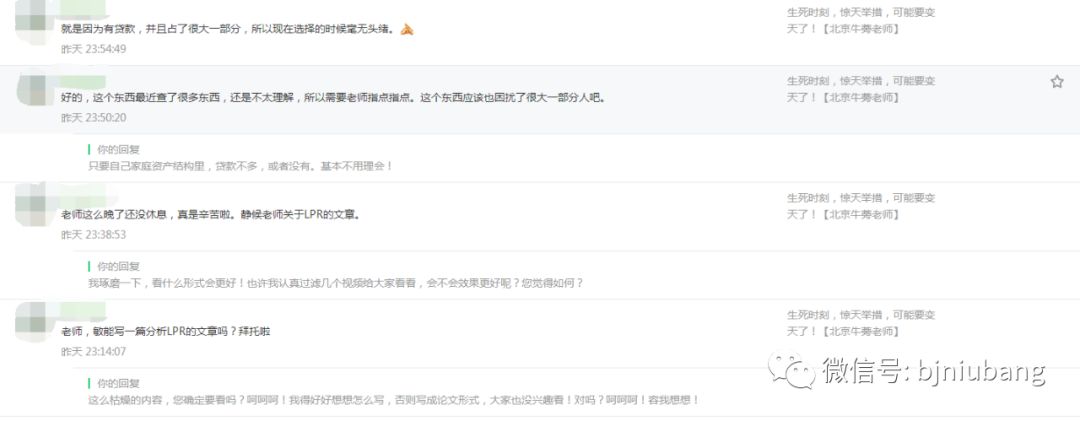 就是因为有贷款，并且占了很大一部分，所以现在选择的时候毫无头绪。
生死时刻，惊天举措，可能要变
天了！【北京牛蒡老师】
昨天 23:54:49
好的，这个东西最近查了很多东西，还是不太理解，所以需要老师指点指点。这个东西应该也困扰了很大一部分人吧。
生死时刻，惊天举措，可能要变
天了！【北京牛蒡老师】
昨天 23:50:20
你的回复
只要自己家庭资产结构里，贷款不多，或者没有。基本不用理会！
老师这么晚了还没休息，真是辛苦啦。静候老师关于LPR的文章。
生死时刻，惊天举措，可能要变
天了！【北京牛蒡老师】
昨天 23:38:53
你的回复
我琢磨一下，看什么形式会更好！也许我认真过滤几个视频给大家看看，会不会效果更好呢？您觉得如何？
老师，敏能写一篇分析LPR的文章吗？拜托啦
生死时刻，惊天举措，可能要变
天了！【北京牛蒡老师】
昨天 23:14:07
你的回复
这么枯燥的内容，您确定要看吗？呵呵呵！我得好好想想怎么写，否则写成论文形式，大家也没兴趣看！对吗？呵呵呵！容我想想！
微信号: bjniubang